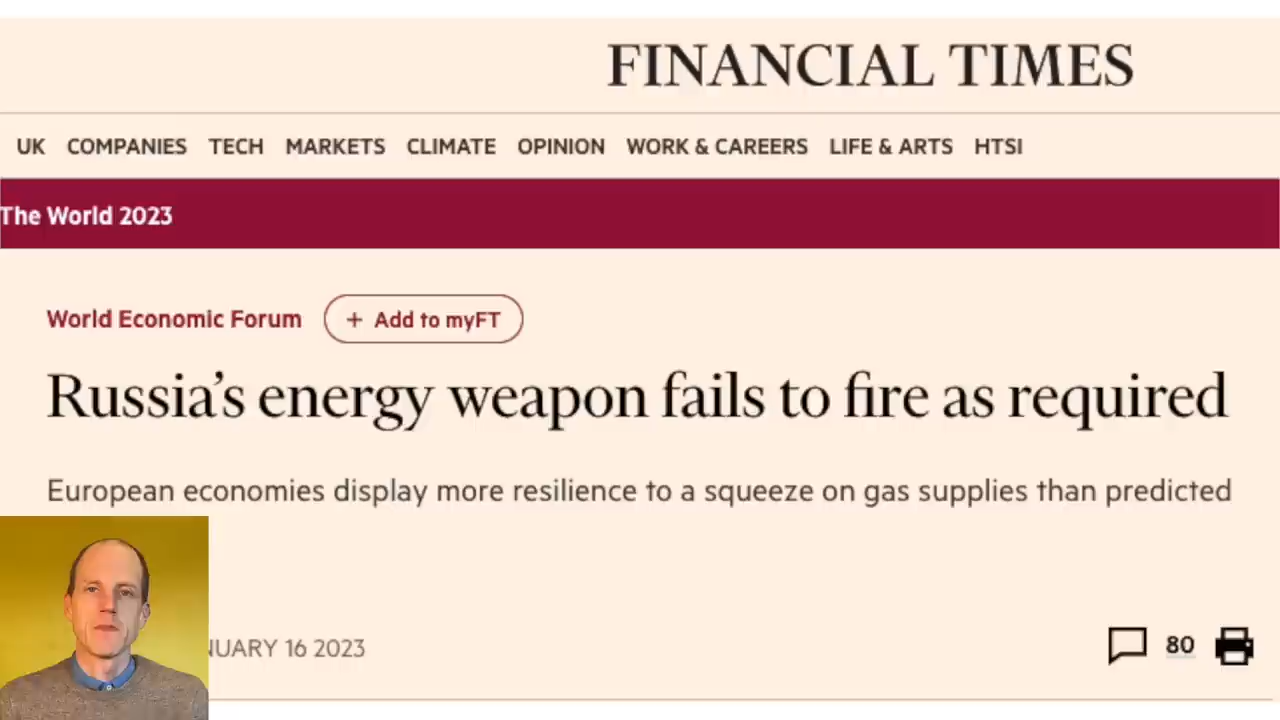 FINANCIAL TIMES
UK COMPANIES TECH MARKETS CLIMATE OPINION WORK & CAREERS LIFE & ARTS HTSI
The World 2023
World Economic Forum + Add to myFT
Russia's energy weapon fails to fire as required
European economies display more resilience to a squeeze on gas supplies than predicted
16 2023 80